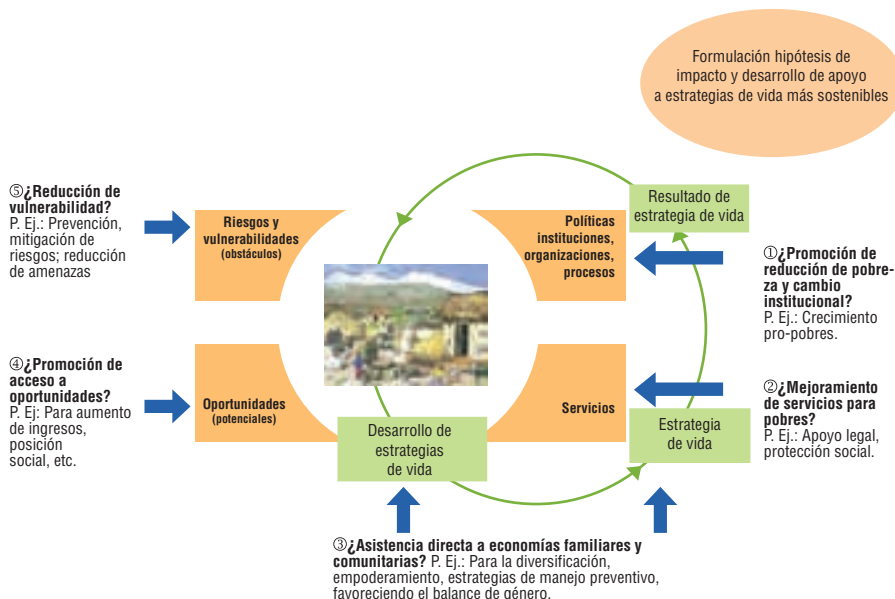 Formulación hipótesis de
impacto y desarrollo de apoyo
a estrategias de vida más sostenibles
⑤¿Reducción de
vulnerabilidad?
P. Ej.: Prevención,
mitigación de
riesgos; reducción
de amenazas
Riesgos y
vulnerabilidades
(obstáculos)
Políticas
instituciones,
organizaciones,
procesos
Resultado de
estrategia de vida
①¿Promoción de
reducción de pobre-
za y cambio
institucional?
P. Ej.: Crecimiento
pro-pobres.
④¿Promoción de
acceso a
oportunidades?
P. Ej: Para aumento
de ingresos,
posición
social, etc.
Oportunidades
(potenciales)
Servicios
②¿Mejoramiento
de servicios para
pobres?
P. Ej.: Apoyo legal,
protección social.
Desarrollo de
estrategias
de vida
Estrategia
de vida
③¿Asistencia directa a economías familiares y
comunitarias? P. Ej.: Para la diversificación,
empoderamiento, estrategias de manejo preventivo,
favoreciendo el balance de género.